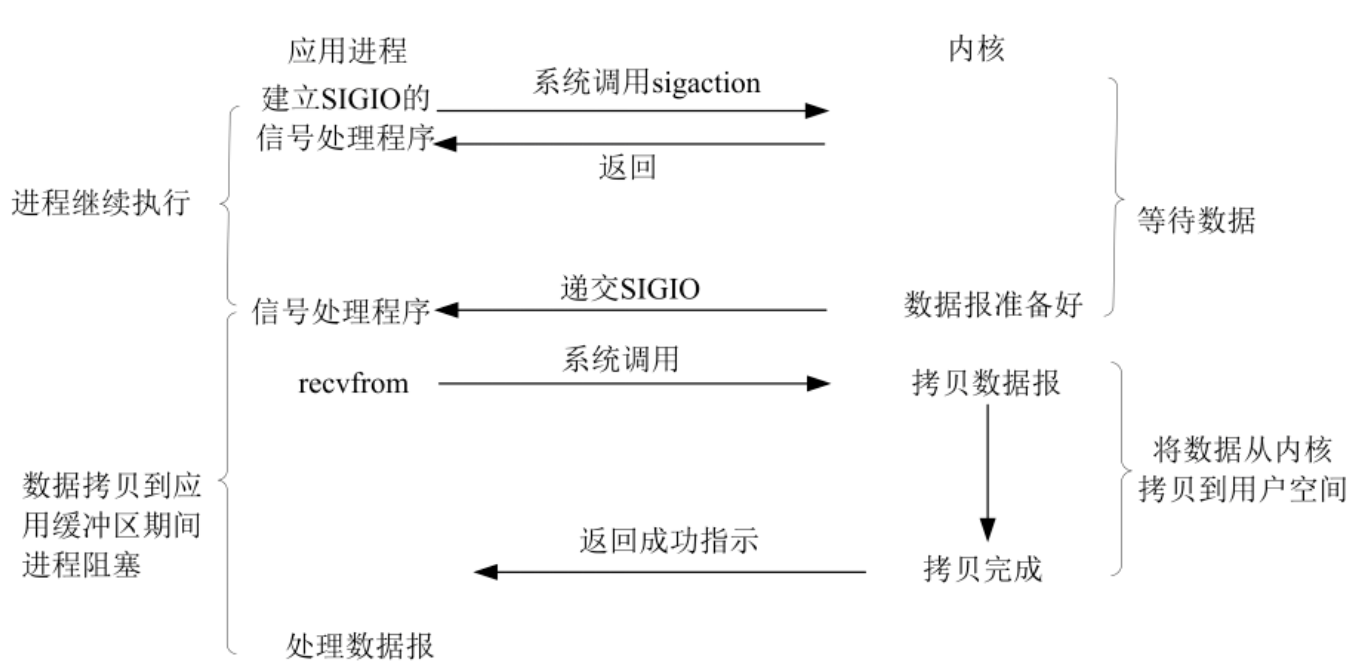 应用进程
内核
建立SIGIO的
信号处理程序
系统调用sigaction
返回
进程继续执行
等待数据
递交SIGIO
信号处理程序
数据报准备好
系统调用
recvfrom
拷贝数据报
将数据从内核
拷贝到用户空间
数据拷贝到应
用缓冲区期间
进程阻塞
返回成功指示
拷贝完成
处理数据报